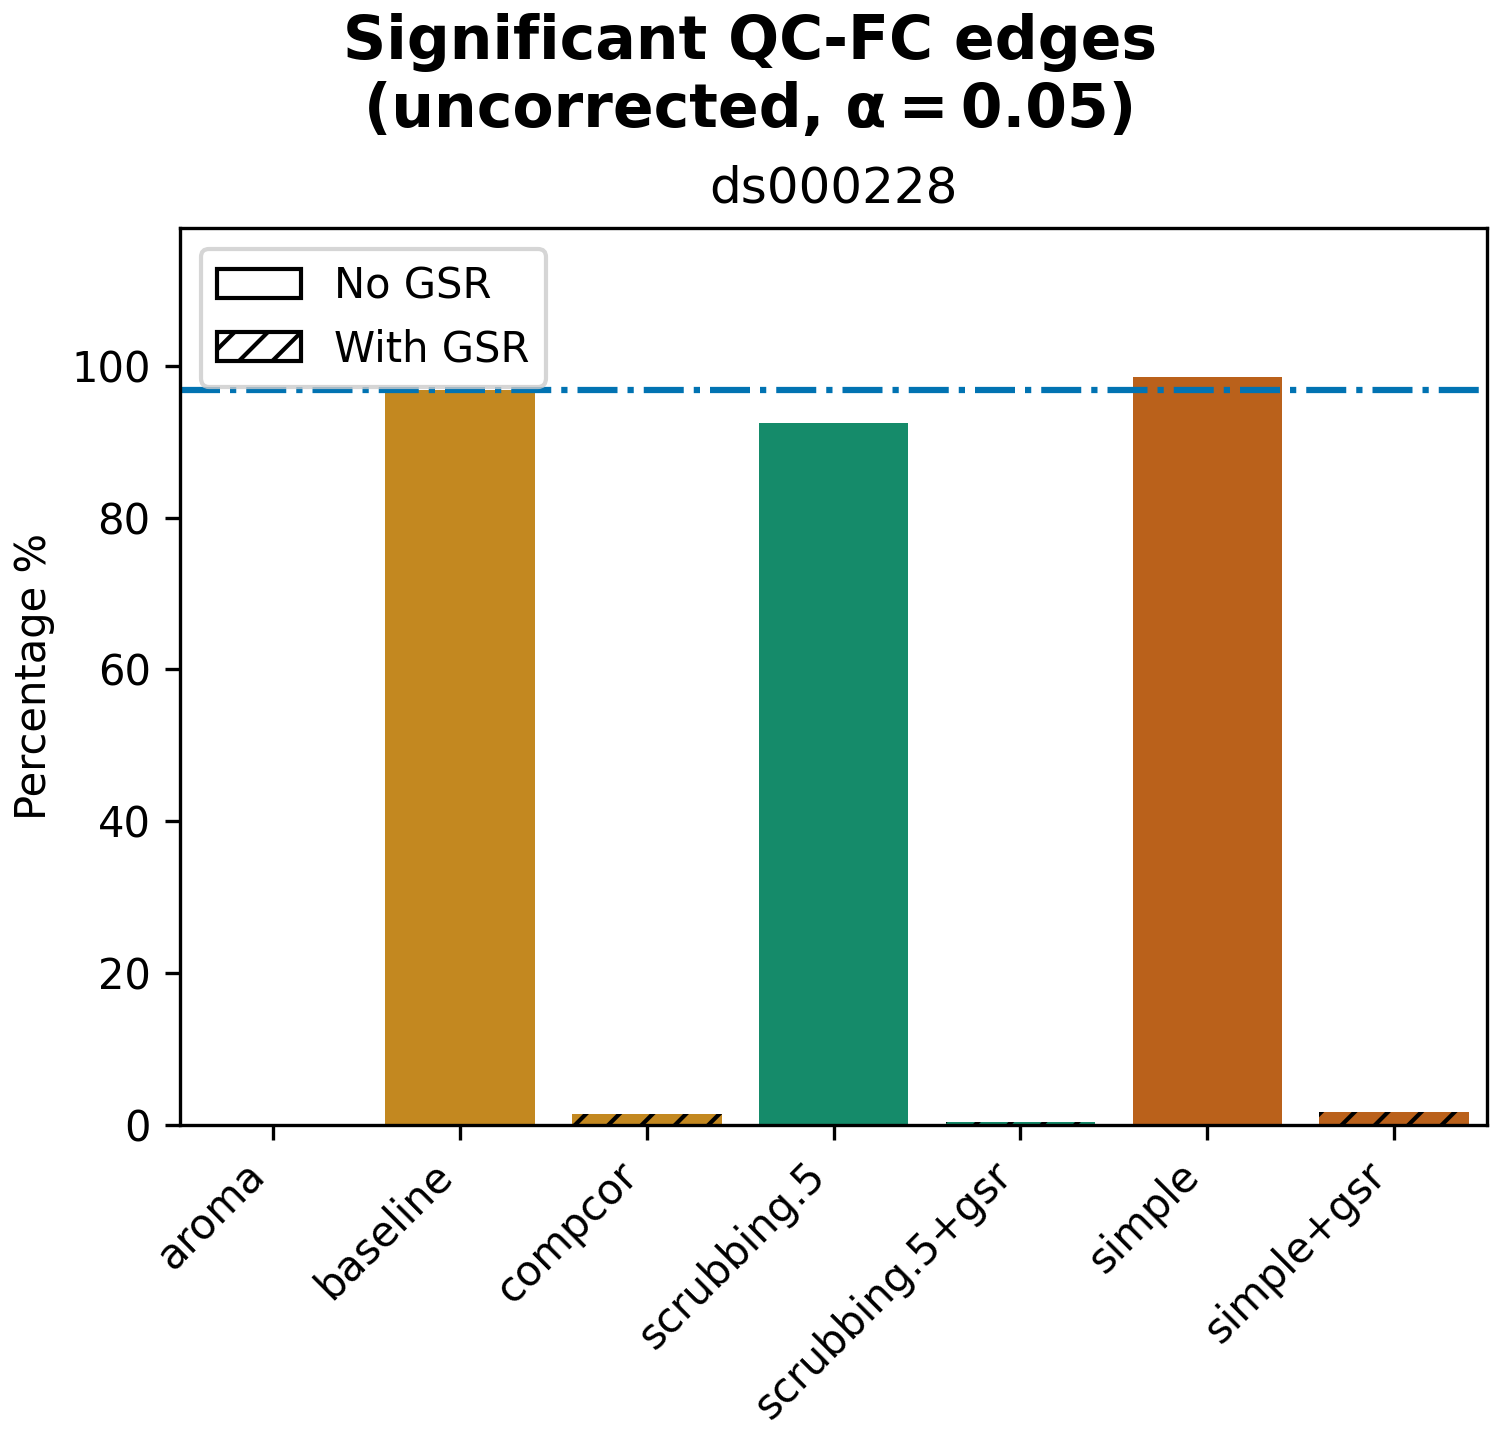 Significant QC-FC edges
(uncorrected, α = 0.05)
ds000228
No GSR
With GSR
Percentage %
100
80
60
40
20
0
aroma
baseline
compcor
scrubbing.5
scrubbing.5+gsr
simple
simple+gsr